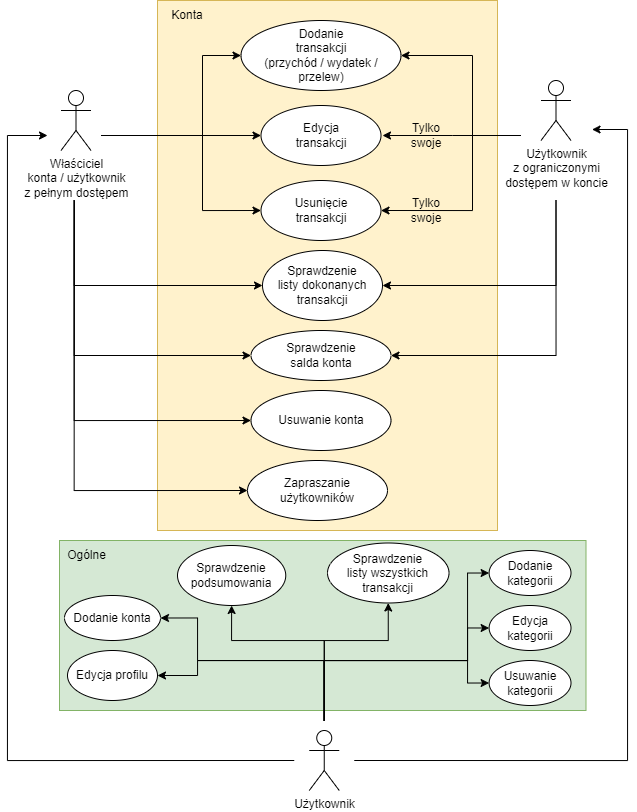 Konta
Dodanie
transakcji
(przychód / wydatek /
przelew)
Edycja
transakcji
Tylko
swoje
Właściciel
konta / użytkownik
z pełnym dostępem
Użytkownik
z ograniczonymi
dostępem w koncie
Usunięcie
transakcji
Tylko
swoje
Sprawdzenie
listy dokonanych
transakcji
Sprawdzenie
salda konta
Usuwanie konta
Zapraszanie
użytkowników
Ogólne
Sprawdzenie
podsumowania
Sprawdzenie
listy wszystkich
transakcji
Dodanie
kategorii
Dodanie konta
Edycja
kategorii
Edycja profilu
Usuwanie
kategorii
Użytkownik